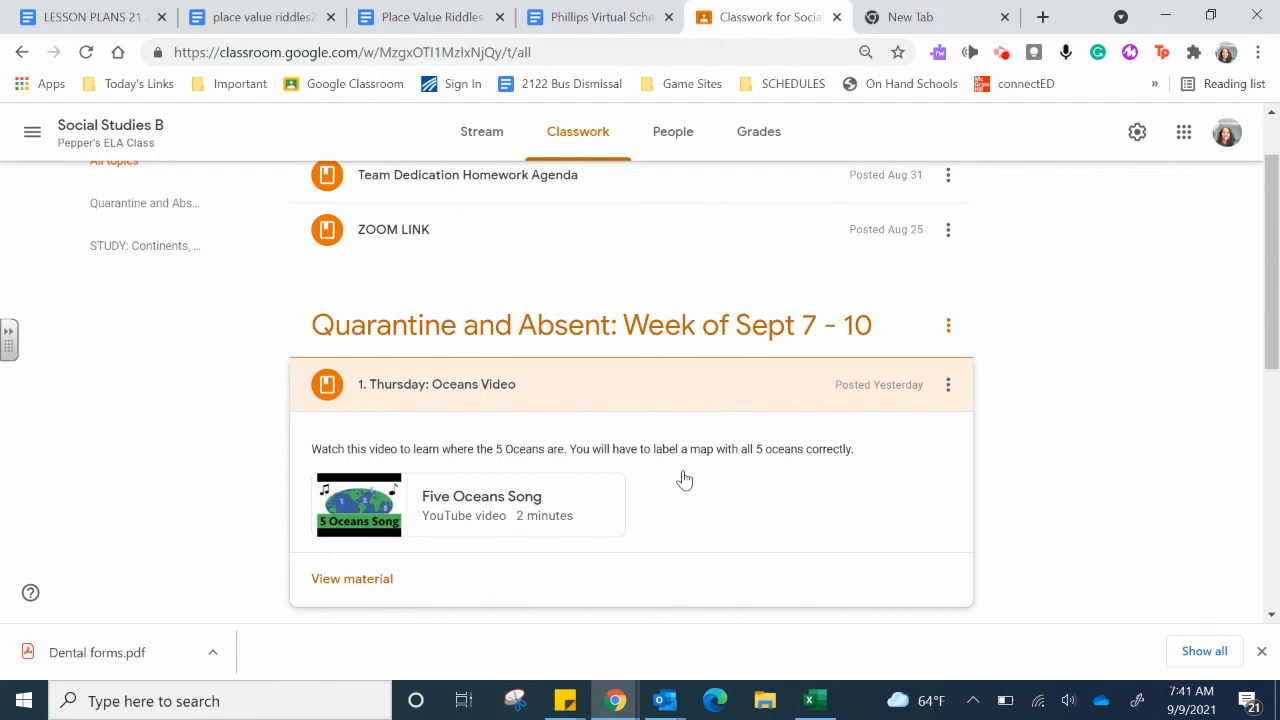 LESSON PLANS 21
place value riddles
Place Value Riddles
Phillips Virtual Sche
Classwork for Social
New Tab
https://classroom.google.com/w/MzgxOTI1MzIxNjQy/t/all
Apps
Today's Links
Important
Google Classroom
Sign In
2122 Bus Dismissal
Game Sites
SCHEDULES
On Hand Schools
connectED
»
Reading list
Social Studies B
Pepper's ELA Class
Stream
Classwork
People
Grades
All topics
Quarantine and Abs...
STUDY: Continents, ...
Team Dedication Homework Agenda
Posted Aug 31
ZOOM LINK
Posted Aug 25
Quarantine and Absent: Week of Sept 7 - 10
1. Thursday: Oceans Video
Posted Yesterday
Watch this video to learn where the 5 Oceans are. You will have to label a map with all 5 oceans correctly.
5 Oceans Song
Five Oceans Song
YouTube video 2 minutes
View material
Dental forms.pdf
Show all
Type here to search
64°F
7:41 AM
9/9/2021
21